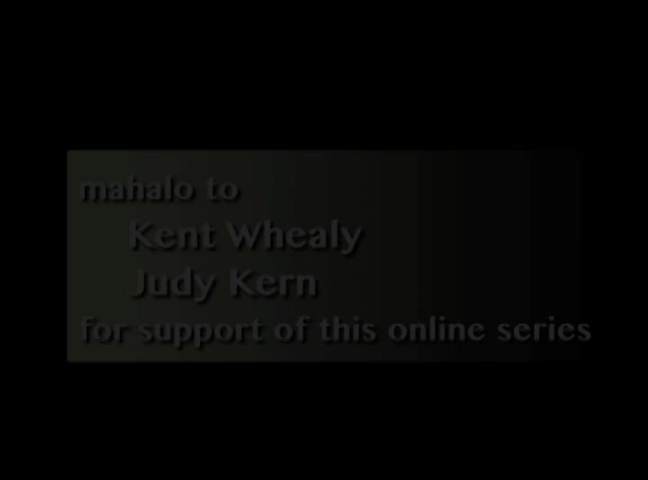 mahalo to
Kent Whealy
Judy Kern
for support of this online series